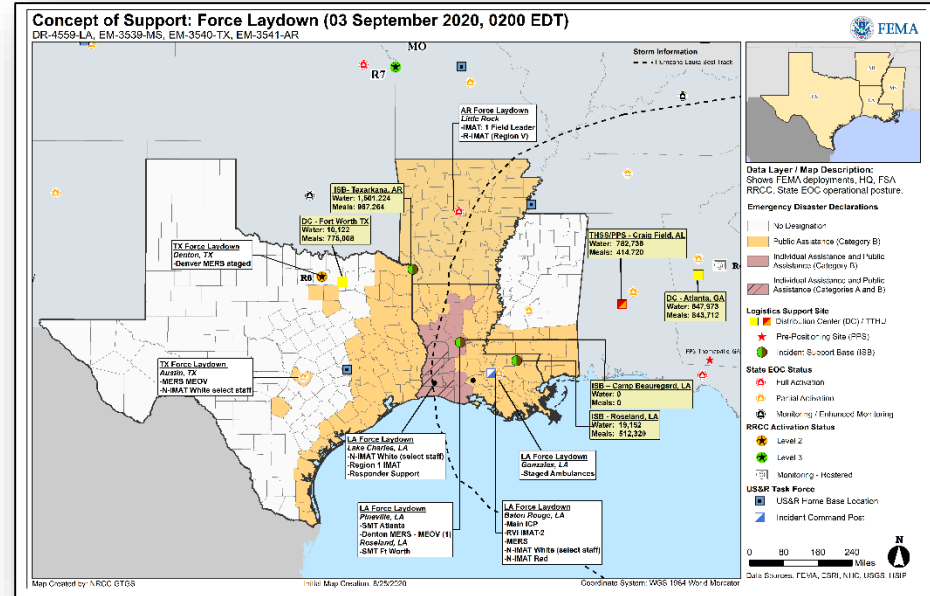 Concept of Support: Force Laydown (03 September 2020, 0200 EDT)
DR-4559-LA, EM-3539-MS, EM-3540-TX, EM-3541-AR
FEMA
MO
R7
Storm Information
Hurricane Laura Best Track
AR Force Laydown
Little Rock
-IMAT: 1 Field Leader
-R-IMAT (Region V)
ISB- Texarkana, AR
Water: 1,501,224
Meals: 987,264
DC - Fort Worth TX
Water: 10,122
Meals: 775,008
TX Force Laydown
Denton, TX
-Denver MERS staged
R6
THSS/PPS - Craig Field, AL
Water: 782,738
Meals: 414,720
DC - Atlanta, GA
Water: 847,973
Meals: 843,712
PPS Thomasville GA
TX Force Laydown
Austin, TX
-MERS MEOV
-N-IMAT White select staff
ISB – Camp Beauregard, LA
Water: 0
Meals: 0
ISB - Roseland, LA
Water: 19,152
Meals: 512,329
LA Force Laydown
Lake Charles, LA
-N-IMAT White (select staff)
-Region 1 IMAT
-Responder Support
LA Force Laydown
Gonzales, LA
-Staged Ambulances
LA Force Laydown
Pineville, LA
-SMT Atlanta
-Denton MERS - MEOV (1)
Roseland, LA
-SMT Ft Worth
LA Force Laydown
Baton Rouge, LA
-Main ICP
-RVI IMAT-2
-MERS
-N-IMAT White (select staff)
-N-IMAT Red
TX
AR
LA
MS
Data Layer / Map Description:
Shows FEMA deployments, HQ, FSA
RRCC, State EOC operational posture.
Emergency Disaster Declarations
No Designation
Public Assistance (Category B)
Individual Assistance and Public
Assistance (Category B)
Individual Assistance and Public
Assistance (Categories A and B)
Logistics Support Site
Distribution Center (DC) / TTHU
Pre-Positioning Site (PPS)
Incident Support Base (ISB)
State EOC Status
Full Activation
Partial Activation
Monitoring / Enhanced Monitoring
RRCC Activation Status
Level 2
Level 3
Monitoring - Rostered
US&R Task Force
US&R Home Base Location
Incident Command Post
0 80 160 240
Miles
N
Map Created by: NRCC GTGS
Initial Map Creation: 8/25/2020
Coordinate System: WGS 1984 World Mercator
Data Sources: FEMA, ESRI, NHC, USGS, HSIP